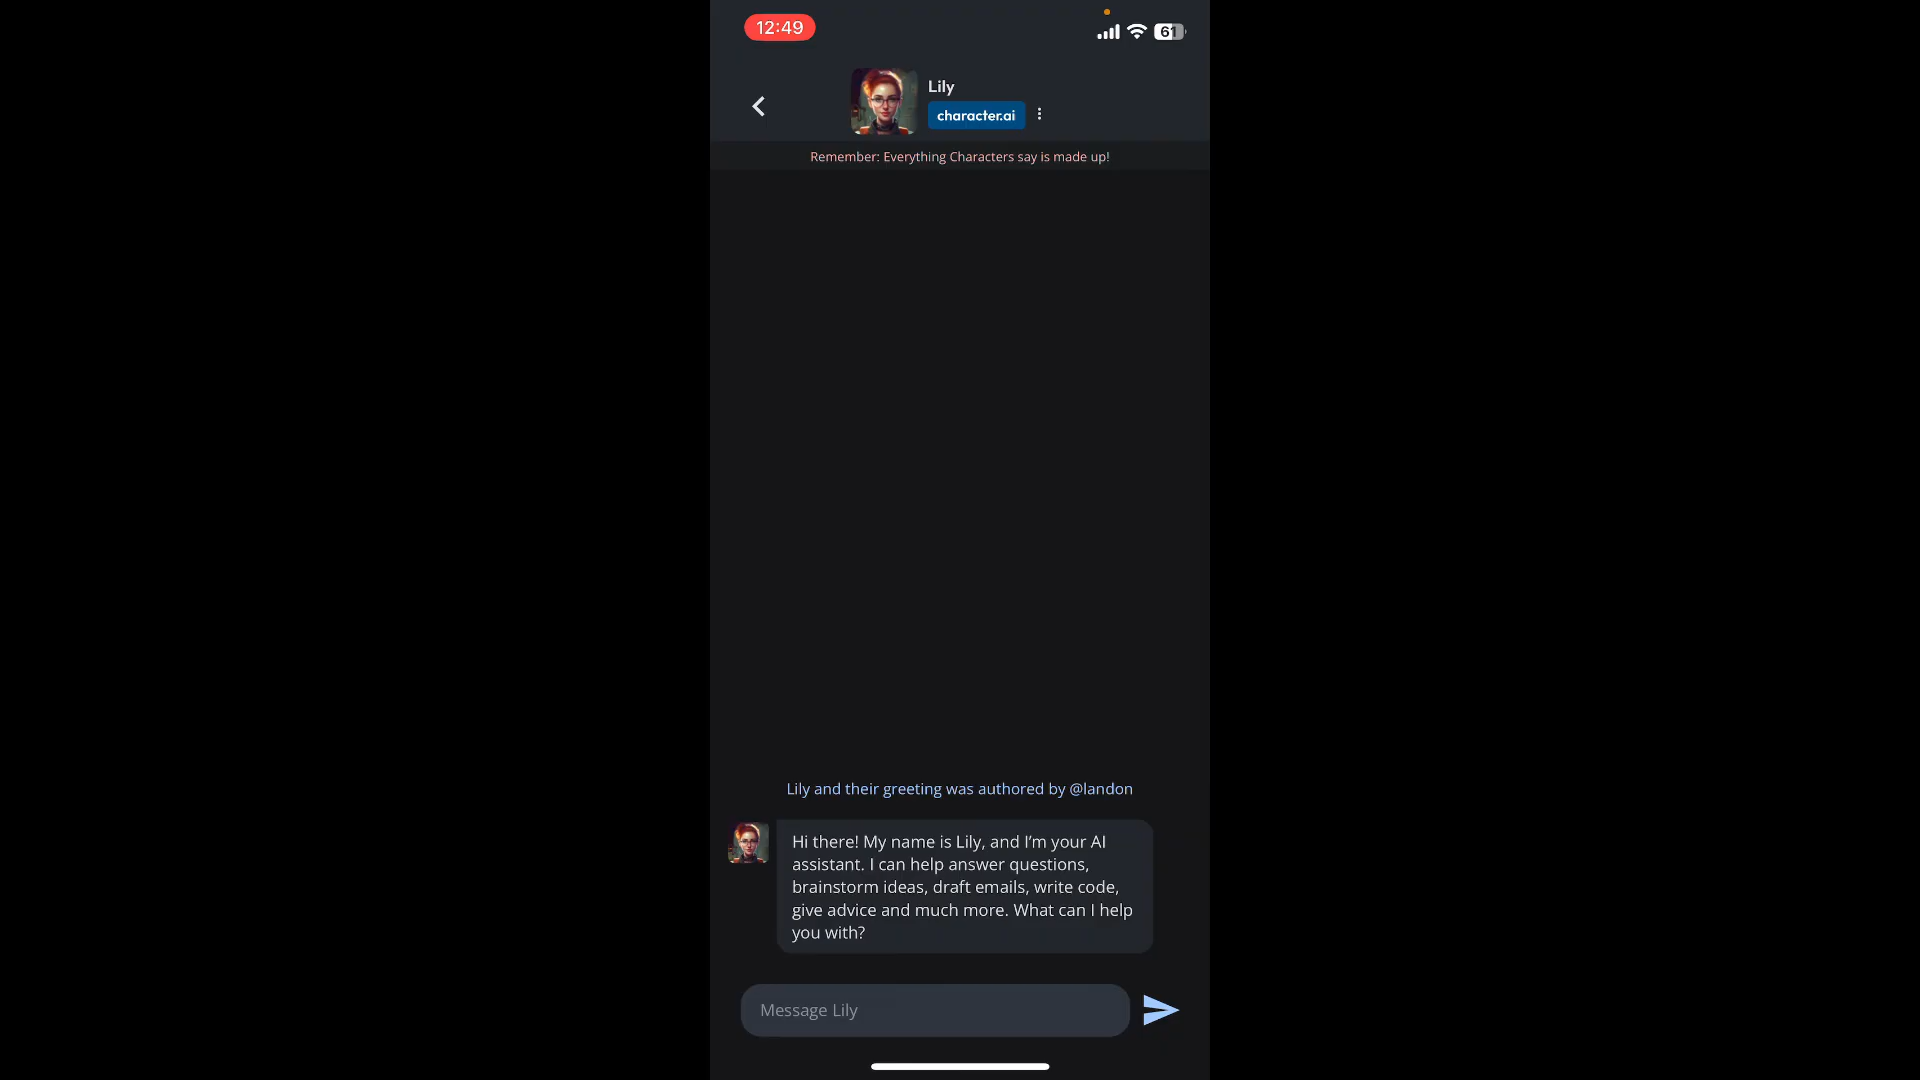 12:49
61
Lily
character.ai
Remember: Everything Characters say is made up!
Lily and their greeting was authored by @landon
Hi there! My name is Lily, and I’m your AI
assistant. I can help answer questions,
brainstorm ideas, draft emails, write code,
give advice and much more. What can I help
you with?
Message Lily